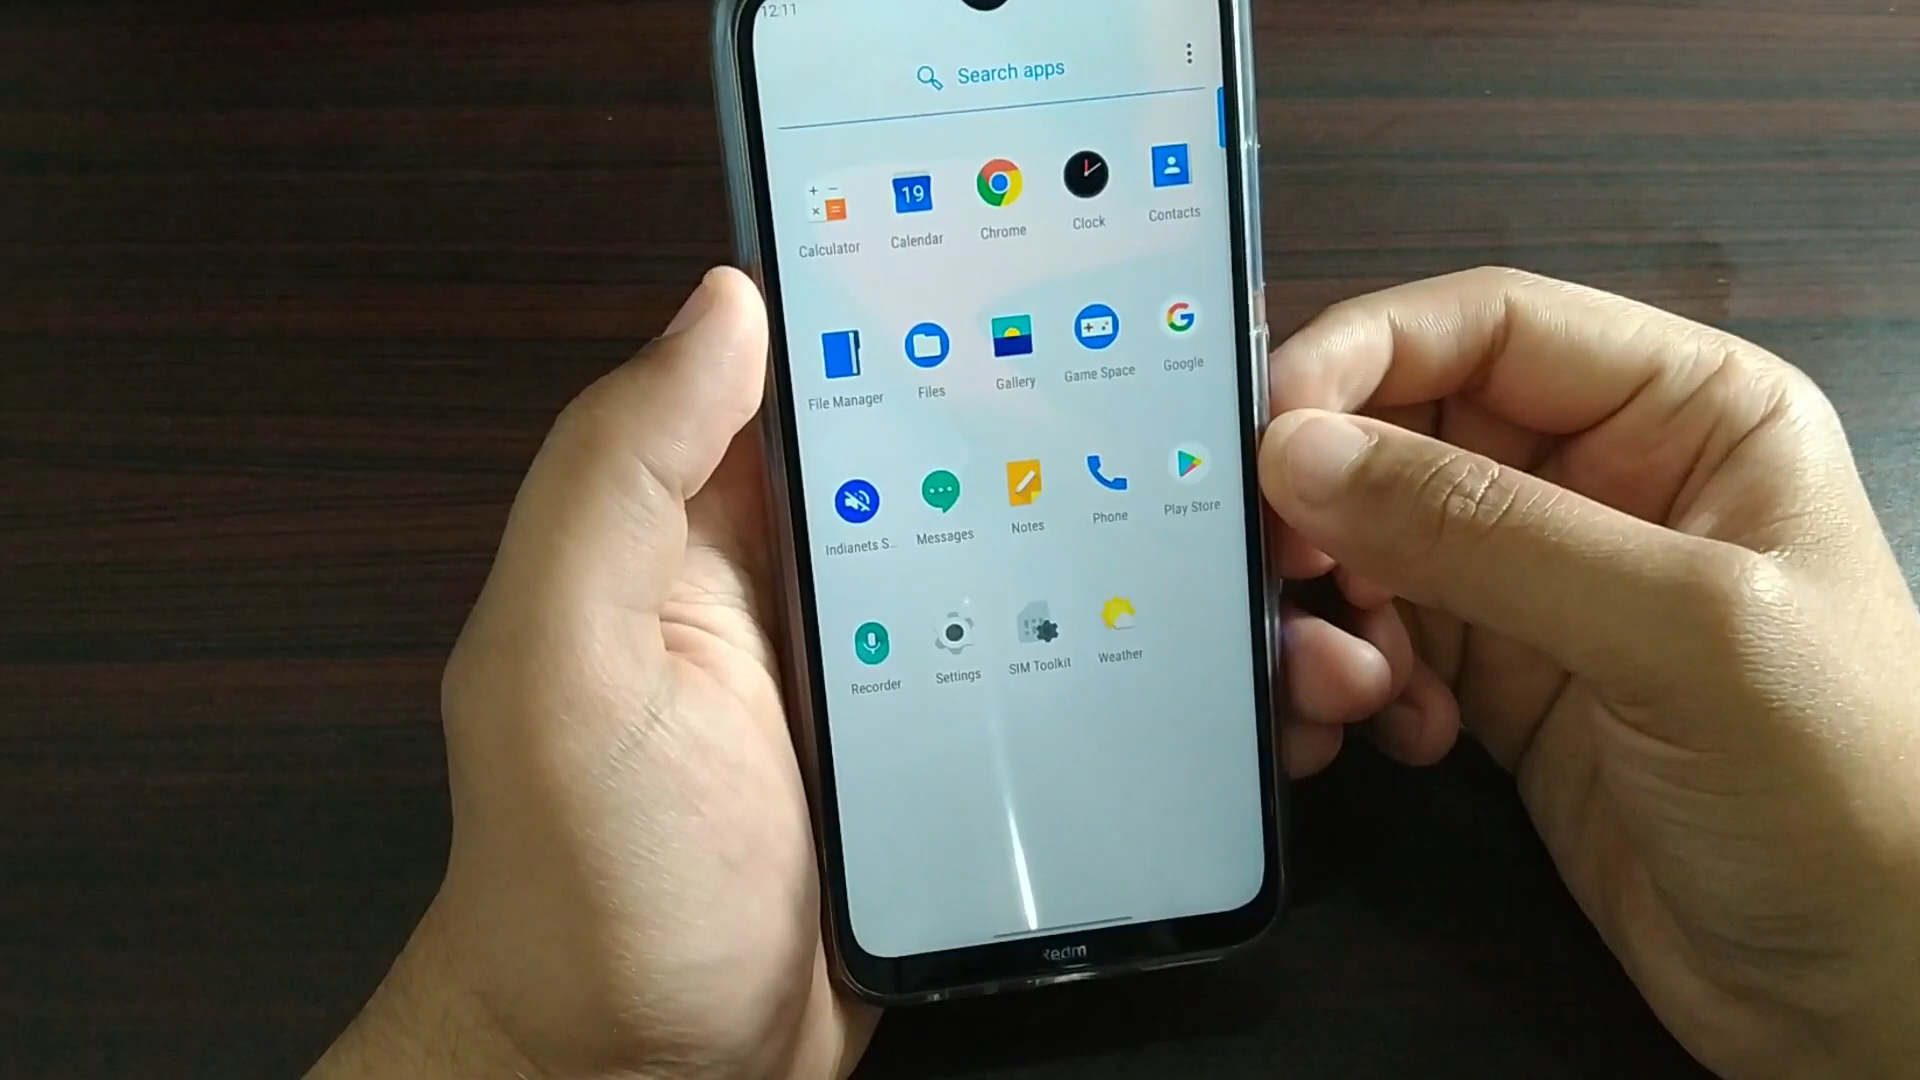 12.11
Search apps
19
Calculator Calendar Chrome Clock Contacts
File Manager Files Gallery Game Space Google
Indianets S... Messages Notes Phone Play Store
Recorder Settings SIM Toolkit Weather
Redm